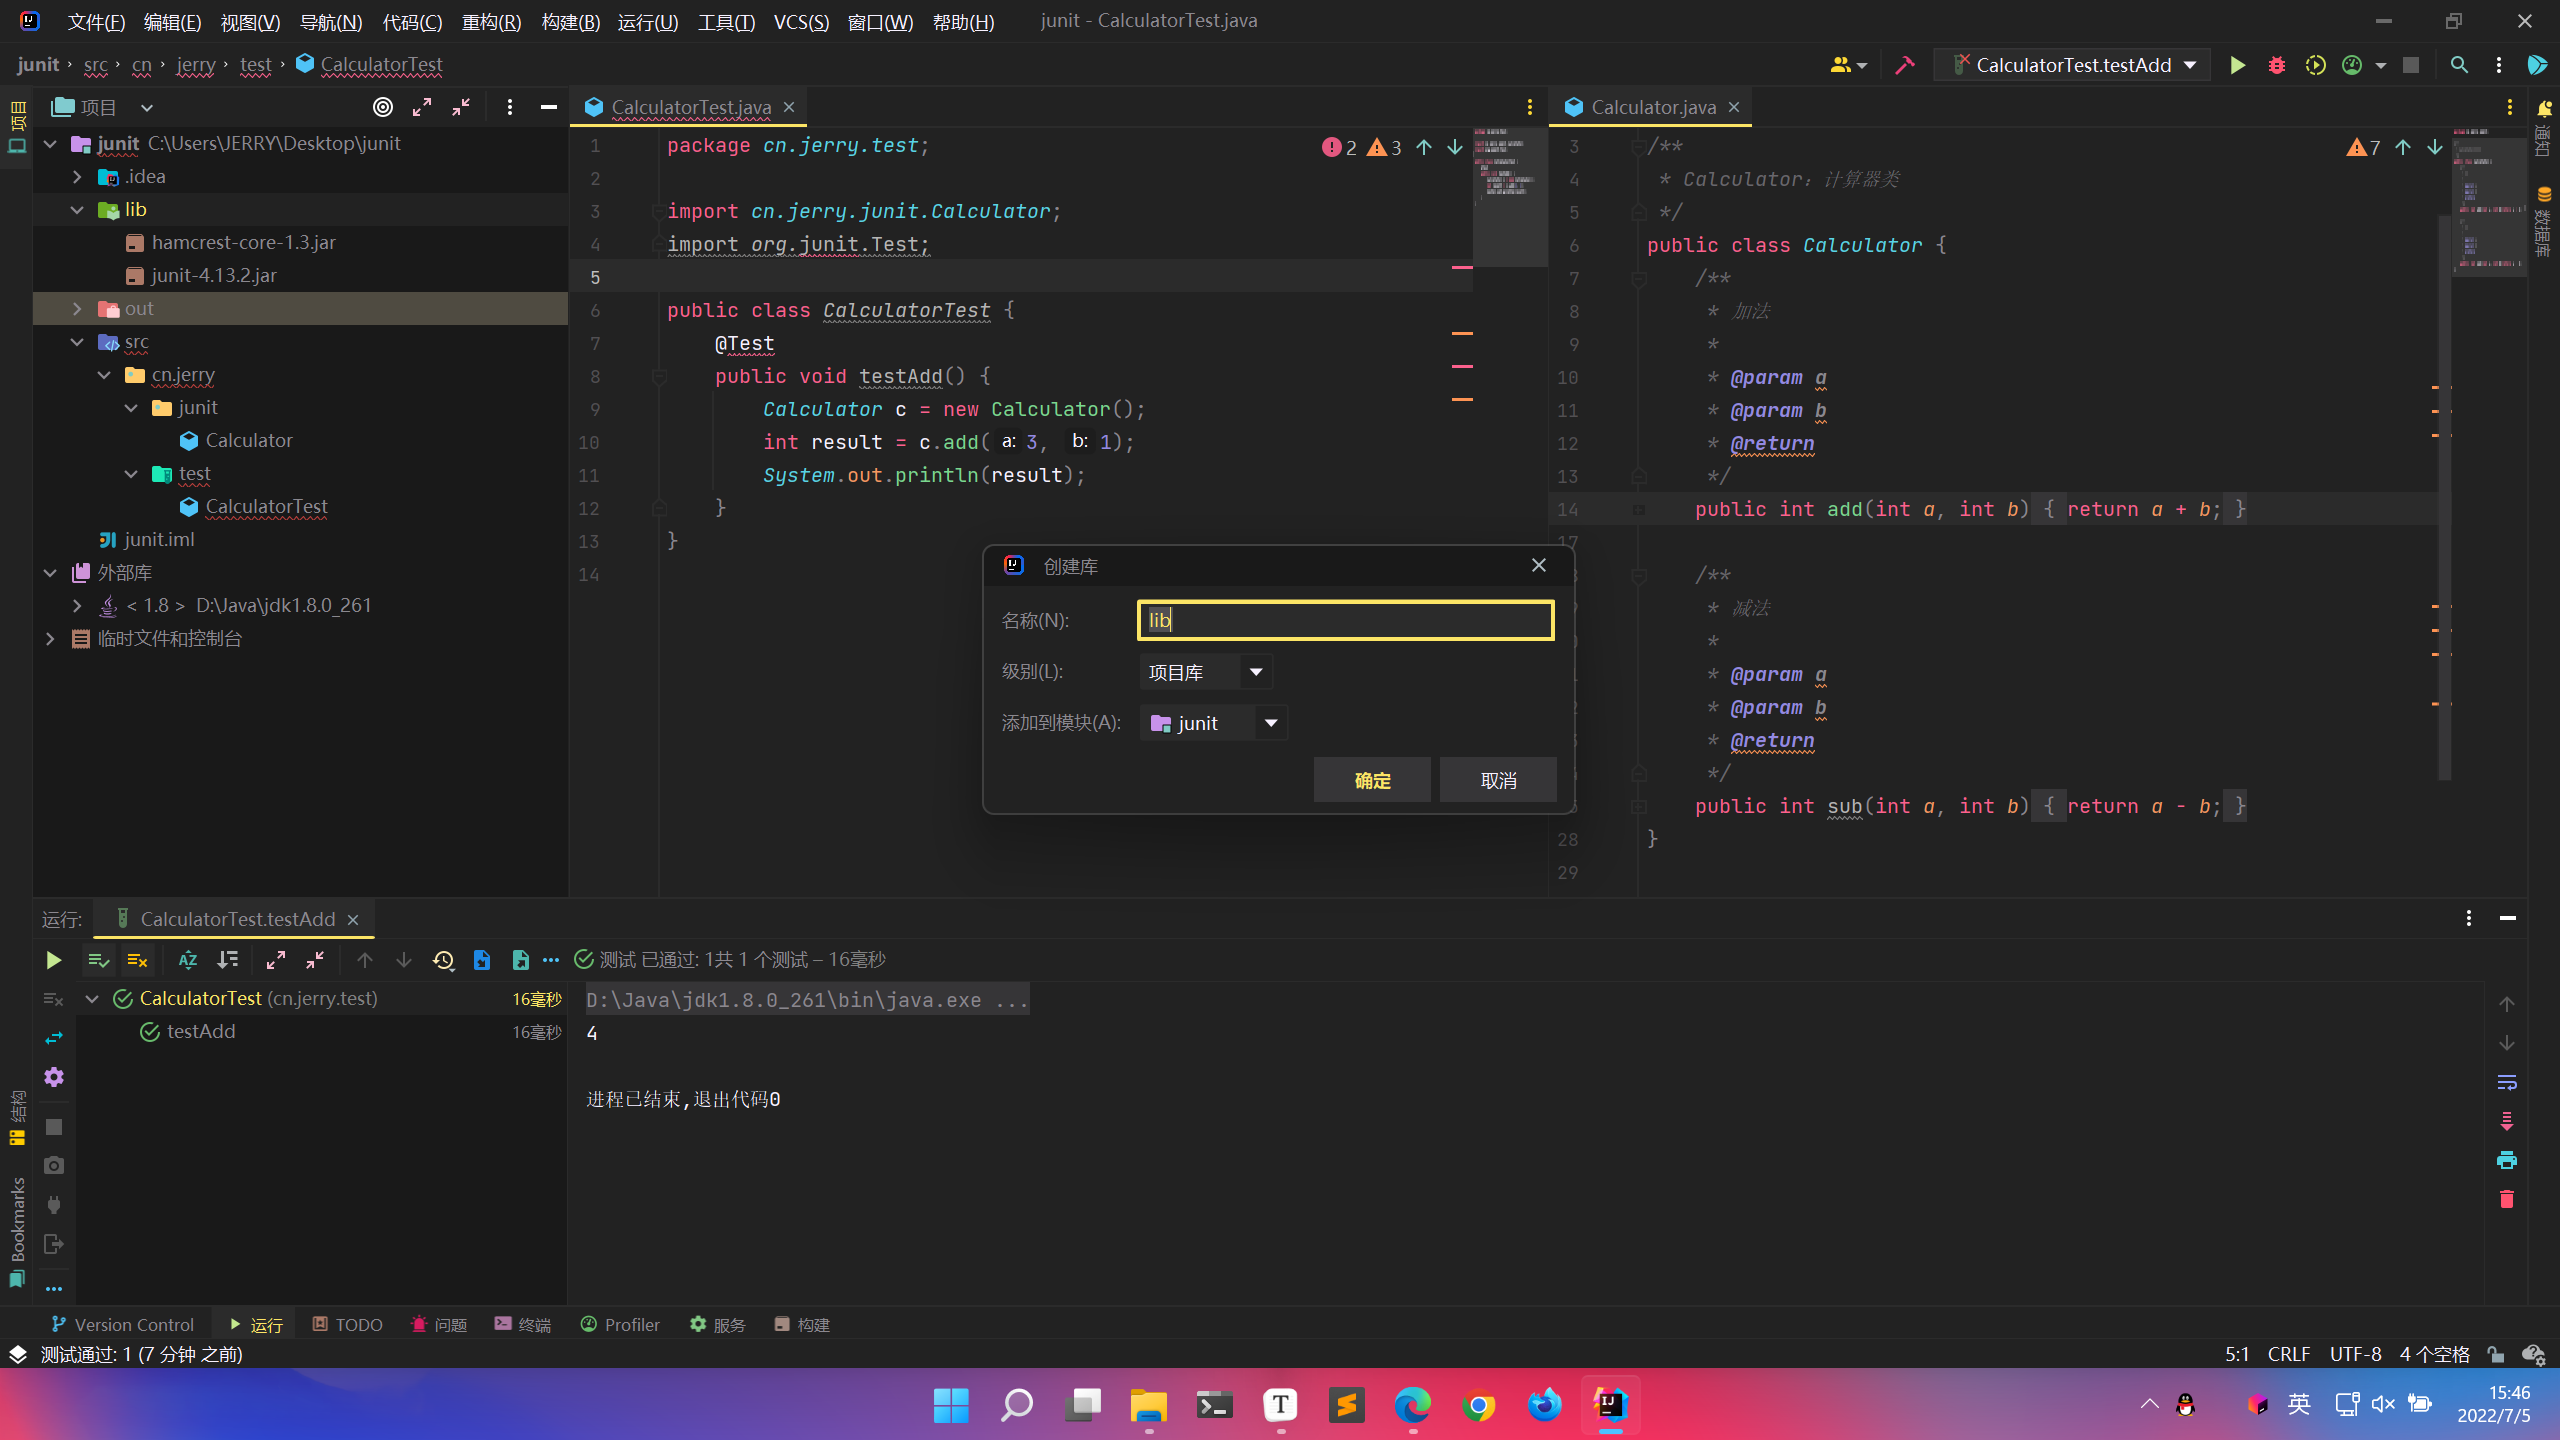 文件(F) 编辑(E) 视图(V) 导航(N) 代码(C) 重构(R) 构建(B) 运行(U) 工具(T) VCS(S) 窗口(W) 帮助(H) junit - CalculatorTest.java
junit › src › cn › jerry › test › CalculatorTest
CalculatorTest.testAdd
项目
CalculatorTest.java
Calculator.java
项目
通知
数据库
结构
Bookmarks
junit C:\Users\JERRY\Desktop\junit
.idea
lib
hamcrest-core-1.3.jar
junit-4.13.2.jar
out
src
cn.jerry
junit
Calculator
test
CalculatorTest
junit.iml
外部库
< 1.8 > D:\Java\jdk1.8.0_261
临时文件和控制台
2 3
1 package cn.jerry.test;
2
3 import cn.jerry.junit.Calculator;
4 import org.junit.Test;
5
6 public class CalculatorTest {
7 @Test
8 public void testAdd() {
9 Calculator c = new Calculator();
10 int result = c.add( a: 3, b: 1);
11 System.out.println(result);
12 }
13 }
14
7
3 /**
4 * Calculator：计算器类
5 */
6 public class Calculator {
7 /**
8 * 加法
9 *
10 * @param a
11 * @param b
12 * @return
13 */
14 public int add(int a, int b) { return a + b; }
17
/**
* 减法
*
* @param a
* @param b
* @return
*/
public int sub(int a, int b) { return a - b; }
28 }
29
创建库
名称(N): lib
级别(L): 项目库
添加到模块(A): junit
确定 取消
运行: CalculatorTest.testAdd
测试 已通过: 1共 1 个测试 – 16毫秒
CalculatorTest (cn.jerry.test) 16毫秒
testAdd 16毫秒
D:\Java\jdk1.8.0_261\bin\java.exe ...
4
进程已结束,退出代码0
Version Control 运行 TODO 问题 终端 Profiler 服务 构建
测试通过: 1 (7 分钟 之前)
5:1 CRLF UTF-8 4 个空格
英
15:46
2022/7/5